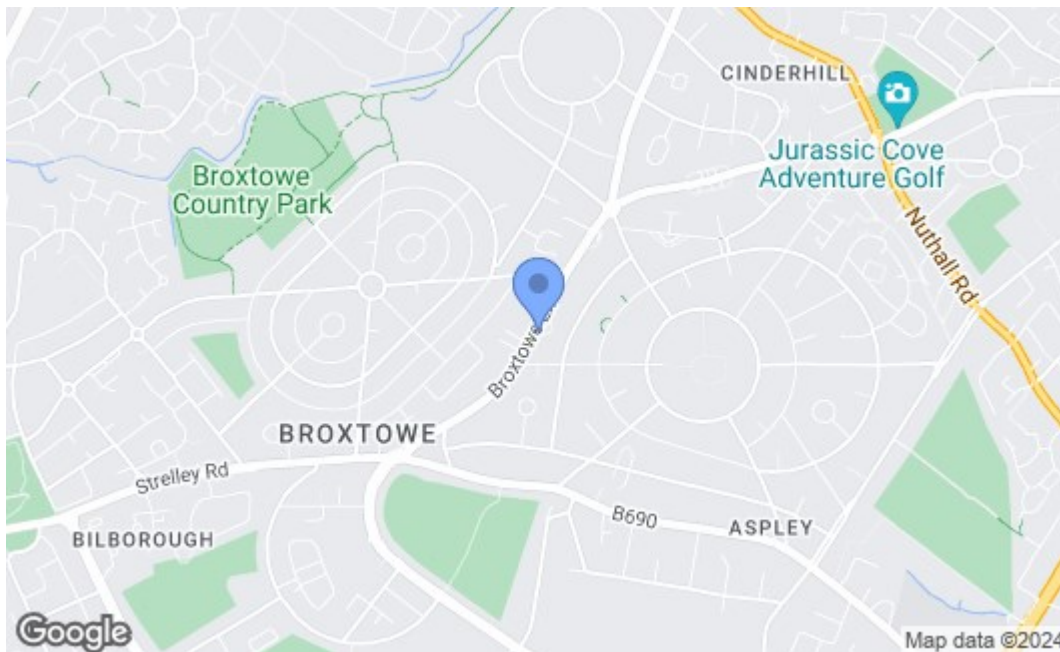 CINDERHILL
Jurassic Cove
Adventure Golf
Broxtowe
Country Park
Nuthall Rd
Broxtowe
BROXTOWE
Strelley Rd
B690
ASPLEY
BILBOROUGH
Google
Map data ©2024